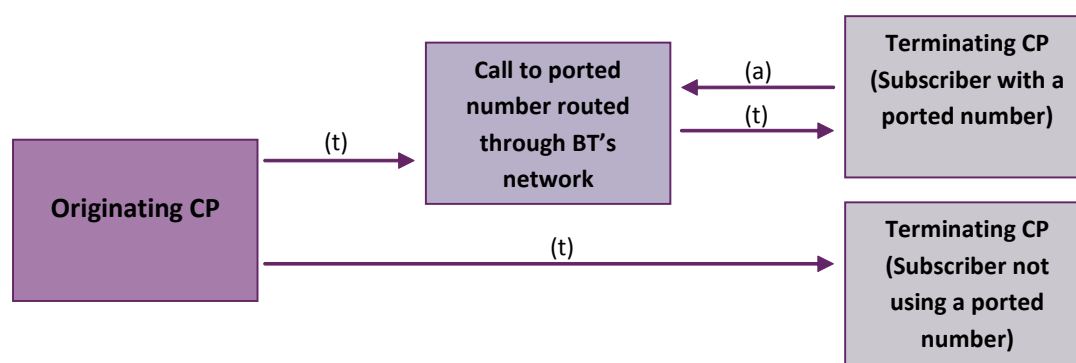 Originating CP
(t)
Call to ported
number routed
through BT's
network
(a)
(t)
Terminating CP
(Subscriber with a
ported number)
(t)
Terminating CP
(Subscriber not
using a ported
number)